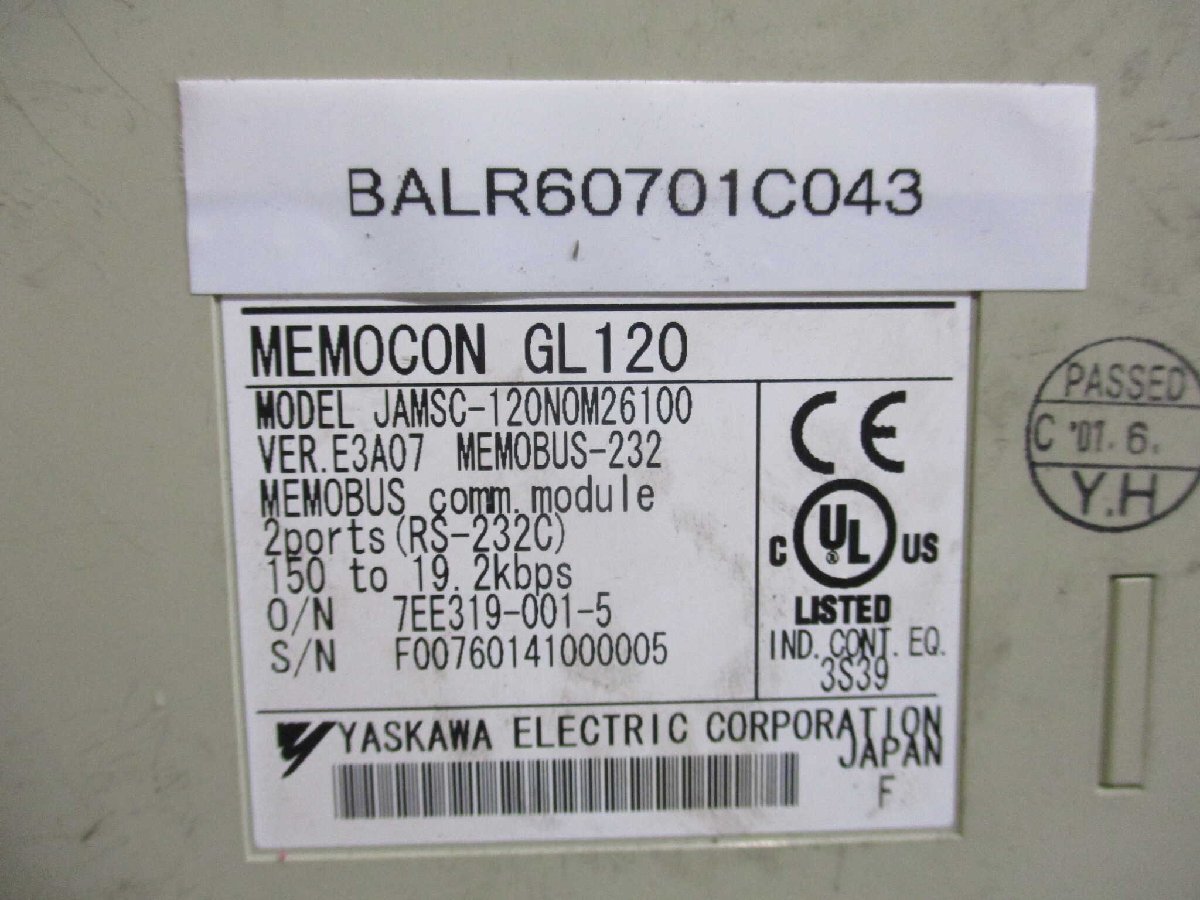 BALR60701C043
MEMOCON GL120
MODEL JAMSC-120NOM26100
VER.E3A07 MEMOBUS-232
MEMOBUS comm.module
2ports(RS-232C)
150 to 19.2kbps
O/N 7EE319-001-5
S/N F00760141000005
CE
C UL ® US
LISTED
IND. CONT. EQ.
3S39
YASKAWA ELECTRIC CORPORATION
JAPAN
F
PASSED
C '01.6.
Y.H